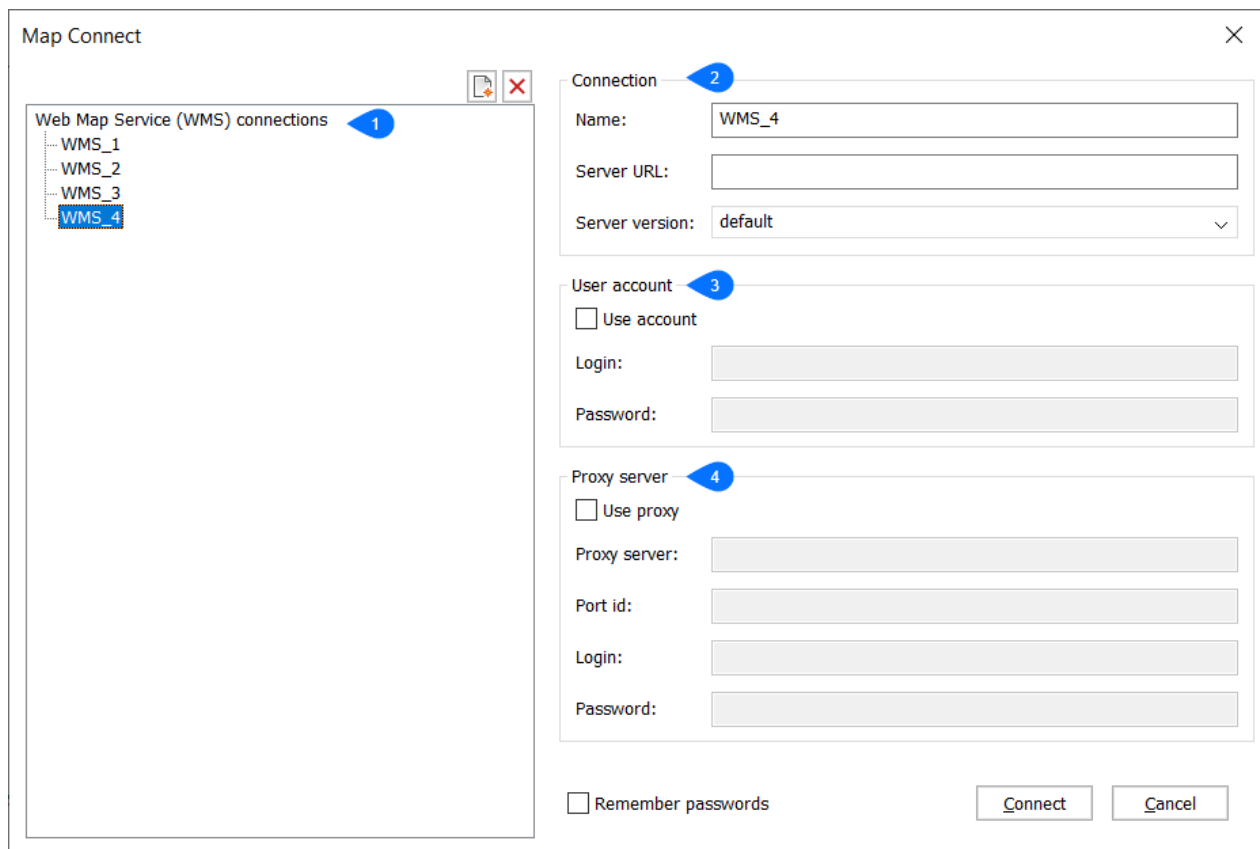 Map Connect
Web Map Service (WMS) connections
1
WMS_1
WMS_2
WMS_3
WMS_4
Connection
2
Name:
WMS_4
Server URL:
Server version:
default
User account
3
Use account
Login:
Password:
Proxy server
4
Use proxy
Proxy server:
Port id:
Login:
Password:
Remember passwords
Connect
Cancel